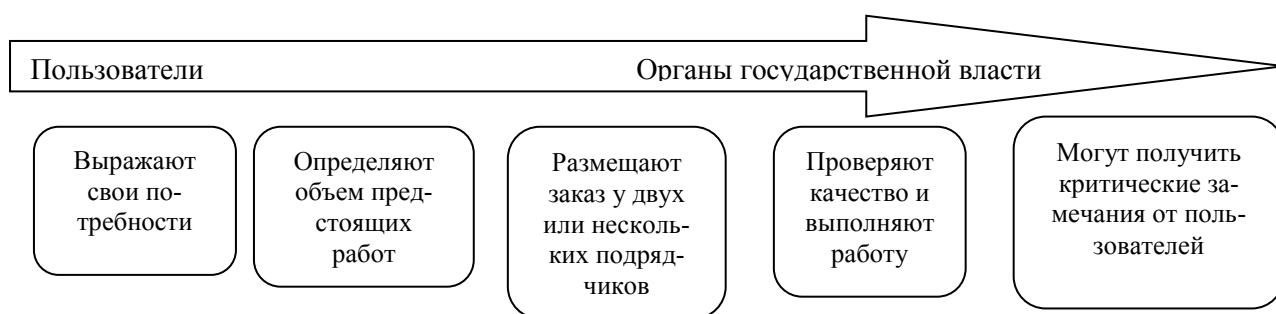 Пользователи
Органы государственной власти
Выражают
свои по-
требности
Определяют
объем пред-
стоящих
работ
Размещают
заказ у двух
или несколь-
ких подряд-
чиков
Проверяют
качество и
выполняют
работу
Могут получить
критические за-
мечания от поль-
зователей